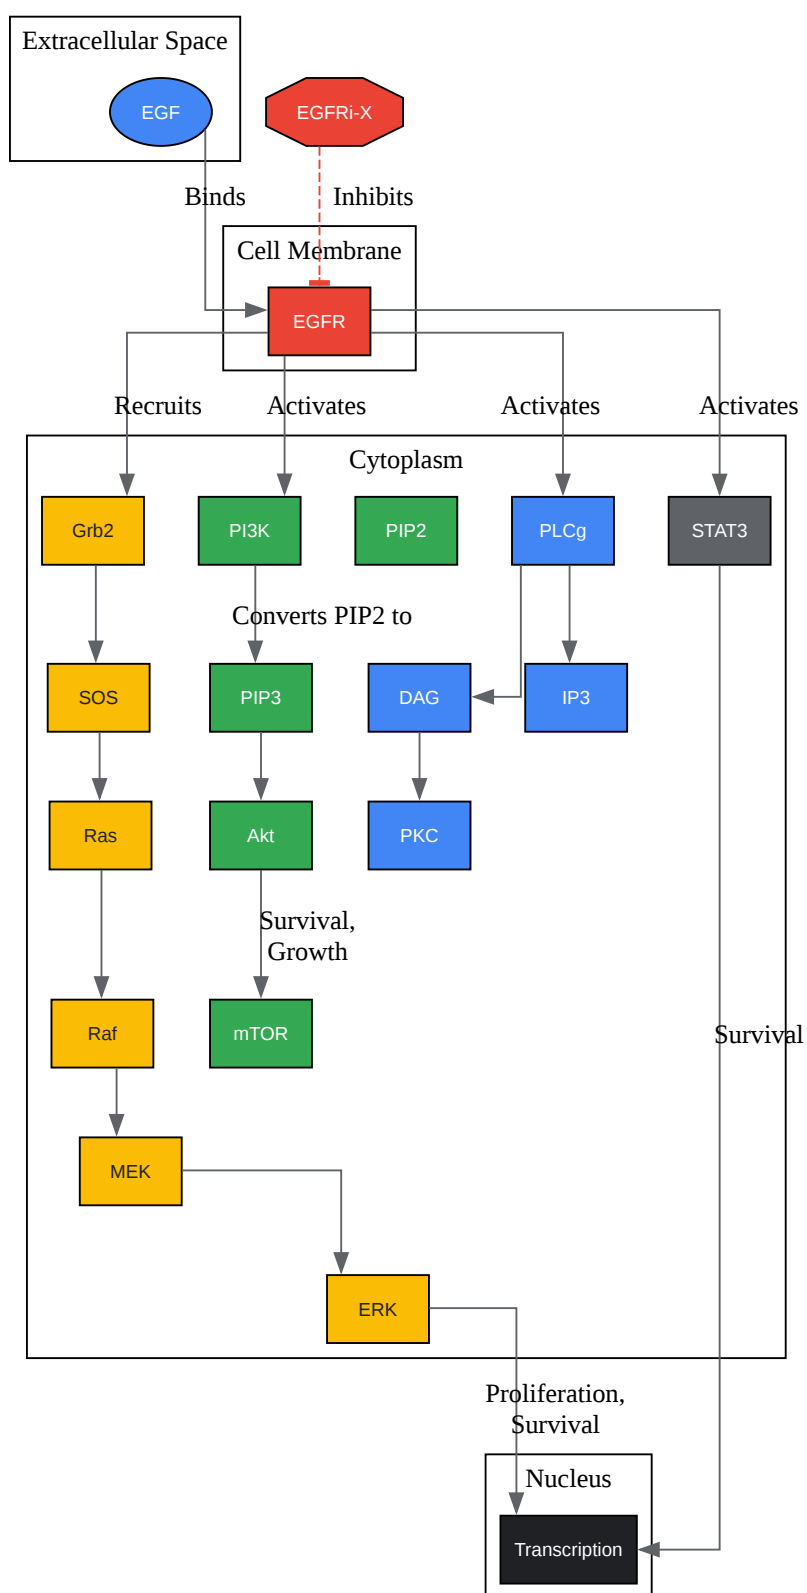 Extracellular Space
EGF
EGFRi-X
Binds
Inhibits
Cell Membrane
EGFR
Recruits
Activates
Activates
Activates
Cytoplasm
Grb2
PI3K
PIP2
PLCg
STAT3
Converts PIP2 to
SOS
PIP3
DAG
IP3
Ras
Akt
PKC
Survival,
Growth
Raf
mTOR
Survival
MEK
ERK
Proliferation,
Survival
Nucleus
Transcription